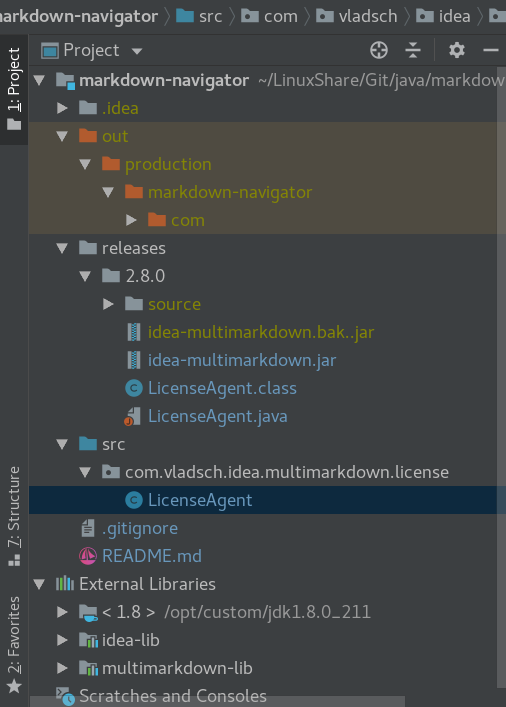 arkdown-navigator src com vladsch idea
Project
markdown-navigator ~/LinuxShare/Git/java/markdow
.idea
out
production
markdown-navigator
com
releases
2.8.0
source
idea-multimarkdown.bak..jar
idea-multimarkdown.jar
LicenseAgent.class
LicenseAgent.java
src
com.vladsch.idea.multimarkdown.license
LicenseAgent
.gitignore
README.md
External Libraries
< 1.8 > /opt/custom/jdk1.8.0_211
idea-lib
multimarkdown-lib
Scratches and Consoles
1: Project
7: Structure
2: Favorites